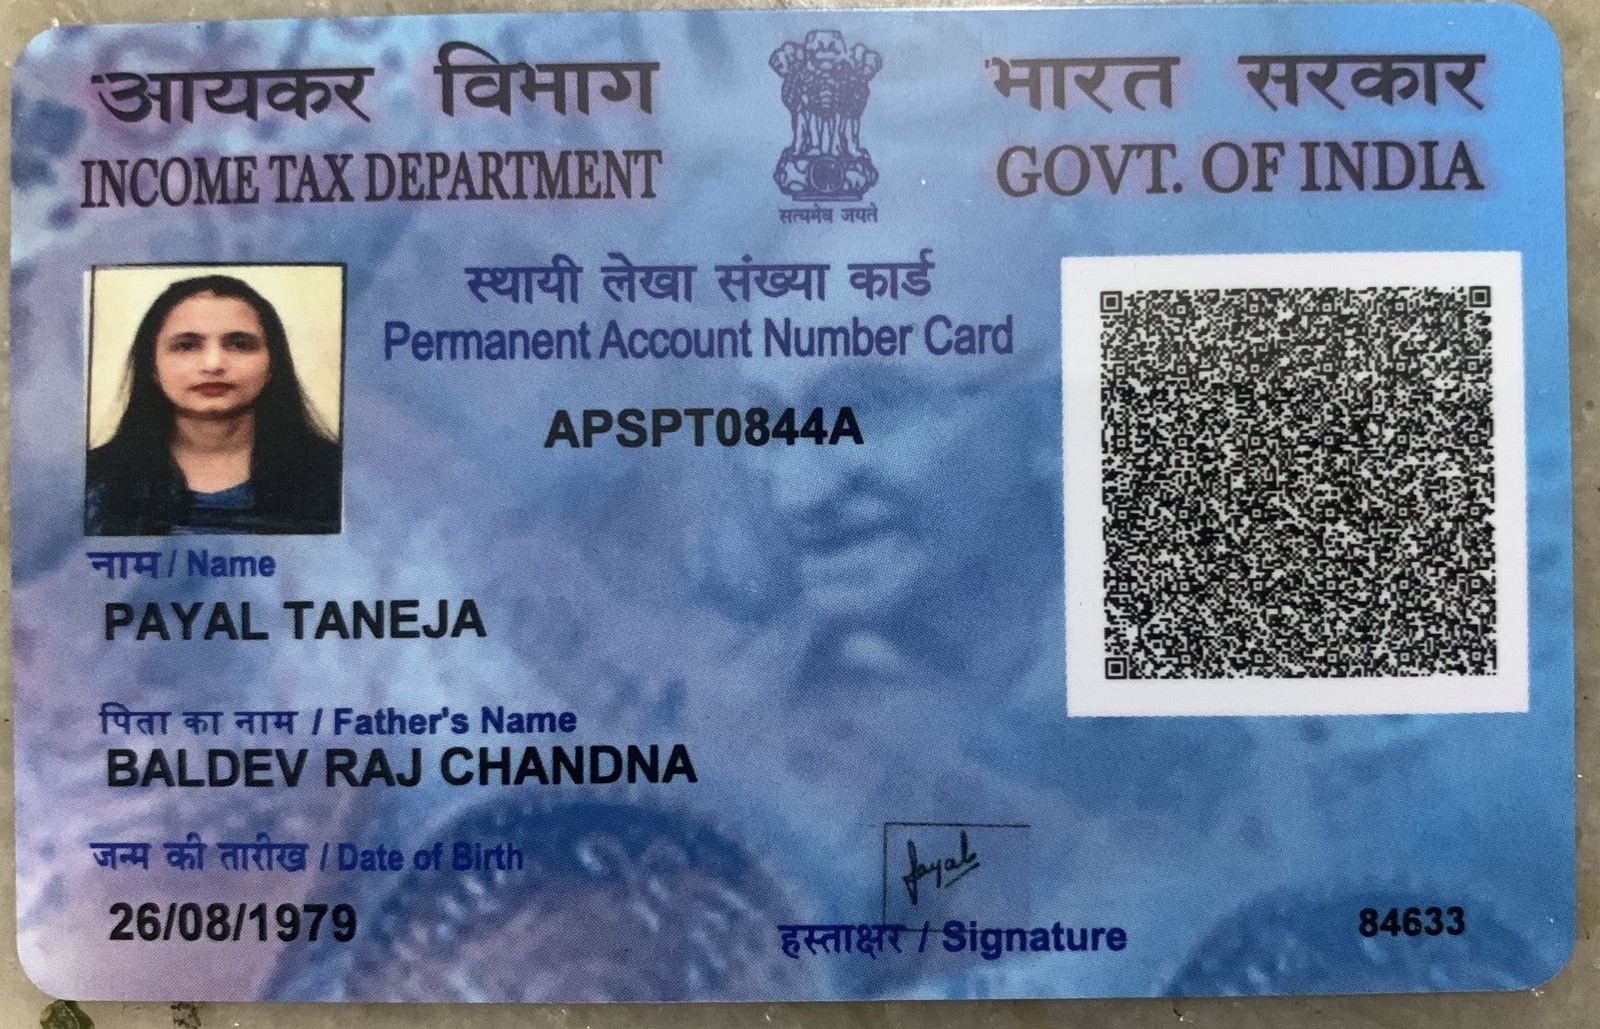 आयकर विभाग
INCOME TAX DEPARTMENT
भारत सरकार
GOVT. OF INDIA
सत्यमेव जयते
स्थायी लेखा संख्या कार्ड
Permanent Account Number Card
APSPT0844A
नाम / Name
PAYAL TANEJA
पिता का नाम / Father's Name
BALDEV RAJ CHANDNA
जन्म की तारीख / Date of Birth
26/08/1979
Payal
हस्ताक्षर / Signature
84633